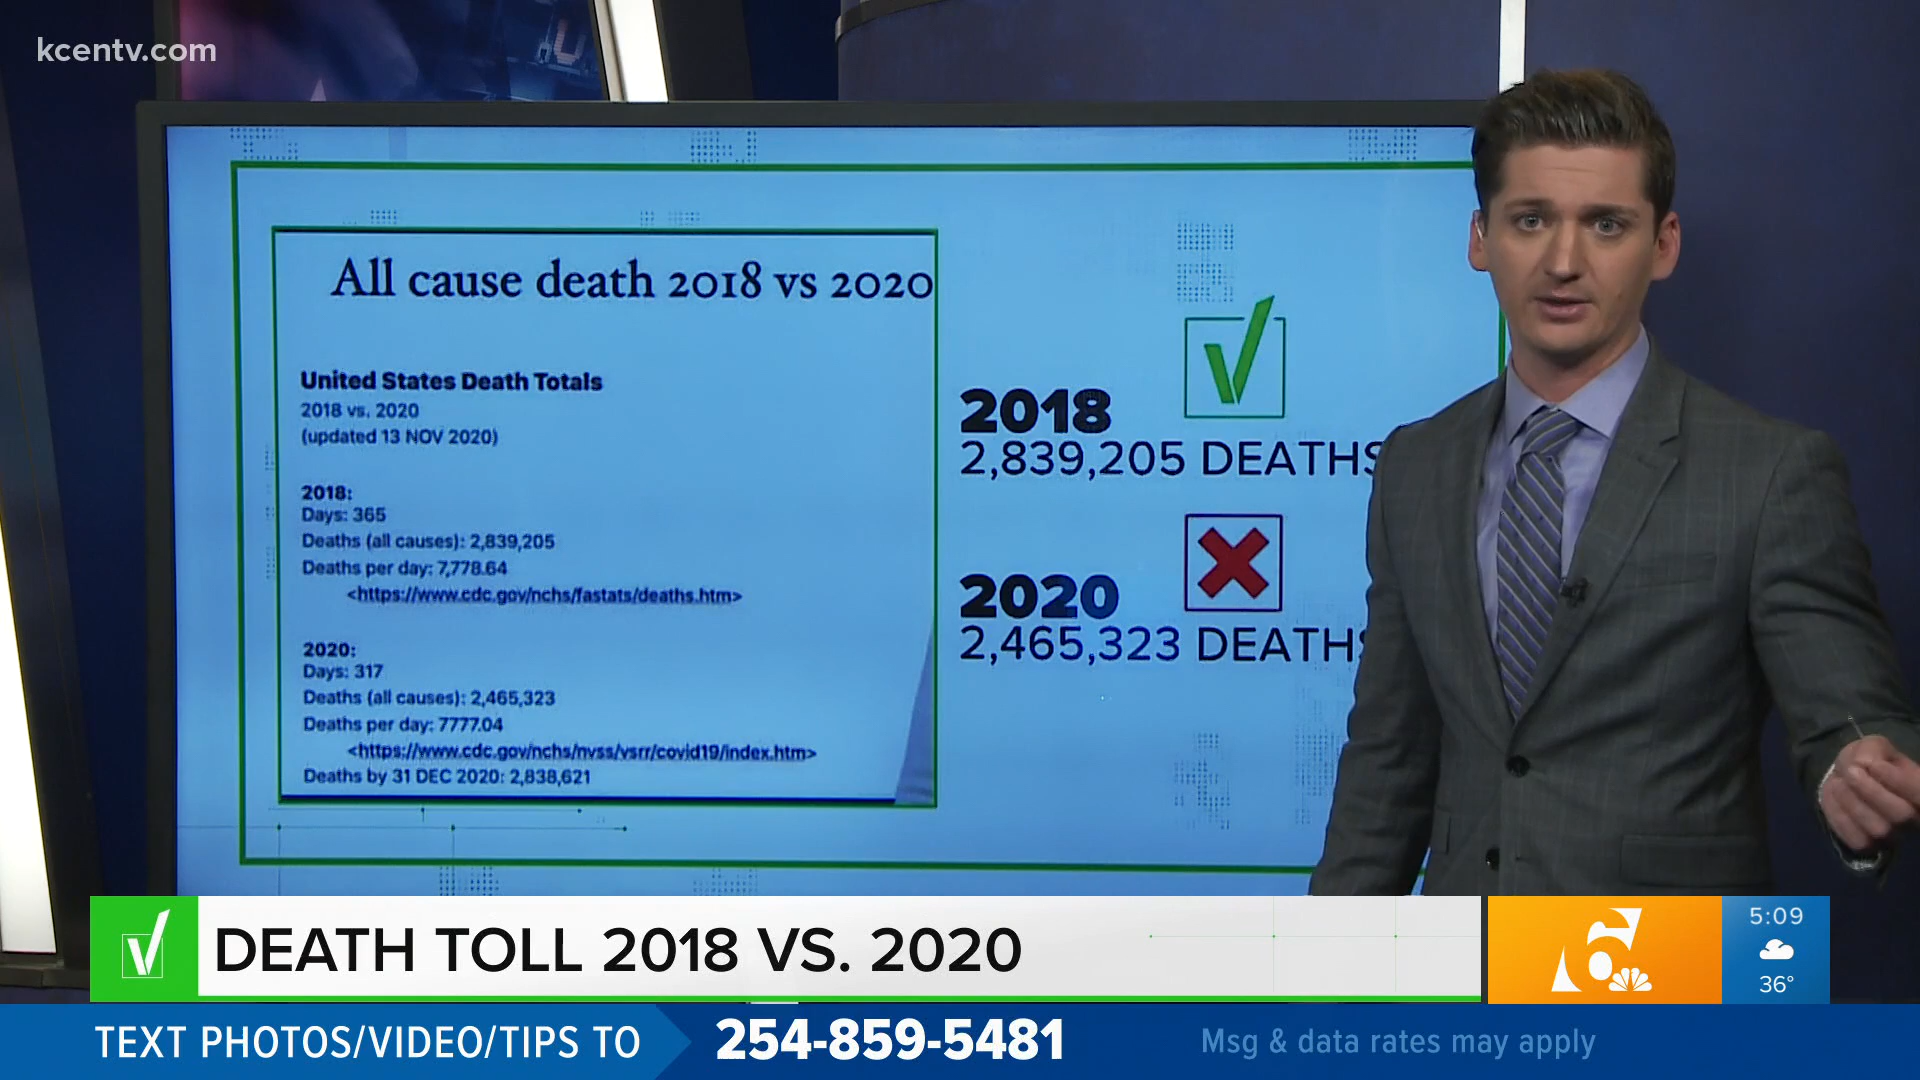 kcentv.com
All cause death 2018 vs 2020
United States Death Totals
2018 vs. 2020
(updated 13 NOV 2020)
2018:
Days: 365
Deaths (all causes): 2,839,205
Deaths per day: 7,778.64
<https://www.cdc.gov/nchs/fastats/deaths.htm>
2020:
Days: 317
Deaths (all causes): 2,465,323
Deaths per day: 7777.04
<https://www.cdc.gov/nchs/nvss/vsrr/covid19/index.htm>
Deaths by 31 DEC 2020: 2,838,621
2018
2,839,205 DEATHS
2020
2,465,323 DEATHS
DEATH TOLL 2018 VS. 2020
6
5:09
36°
TEXT PHOTOS/VIDEO/TIPS TO 254-859-5481 Msg & data rates may apply